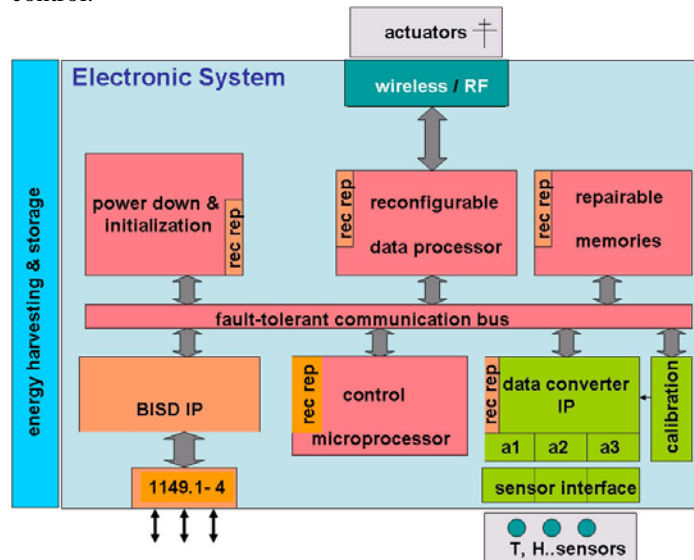 control.
actuators
Electronic System
wireless / RF
energy harvesting & storage
power down &
initialization
rec rep
rec rep
reconfigurable
data processor
rec rep
repairable
memories
fault-tolerant communication bus
BISD IP
rec rep
control
microprocessor
rec rep
data converter
IP
a1 a2 a3
calibration
1149.1- 4
sensor interface
T, H..sensors